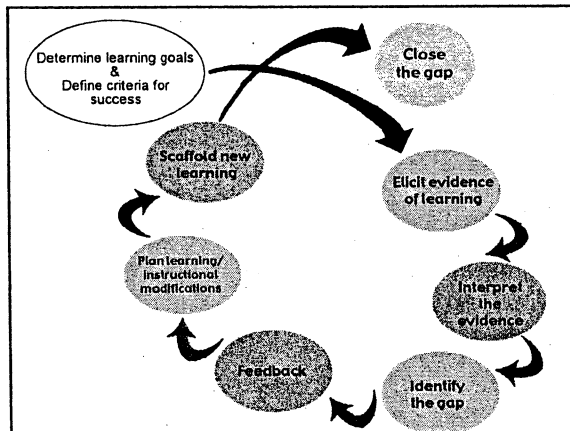 Determine learning goals
&
Define criteria for
success
Close
the gap
Scaffold new
learning
Elicit evidence
of learning
Plan learning/
instructional
modifications
Interpret
the
evidence
Feedback
Identify
the gap